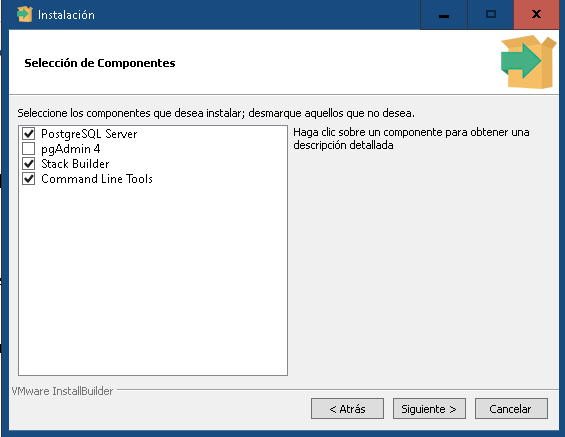 Instalación
Selección de Componentes
Seleccione los componentes que desea instalar; desmarque aquellos que no desea.
PostgreSQL Server
pgAdmin 4
Stack Builder
Command Line Tools
Haga clic sobre un componente para obtener una
descripción detallada
VMware InstallBuilder
< Atrás
Siguiente >
Cancelar